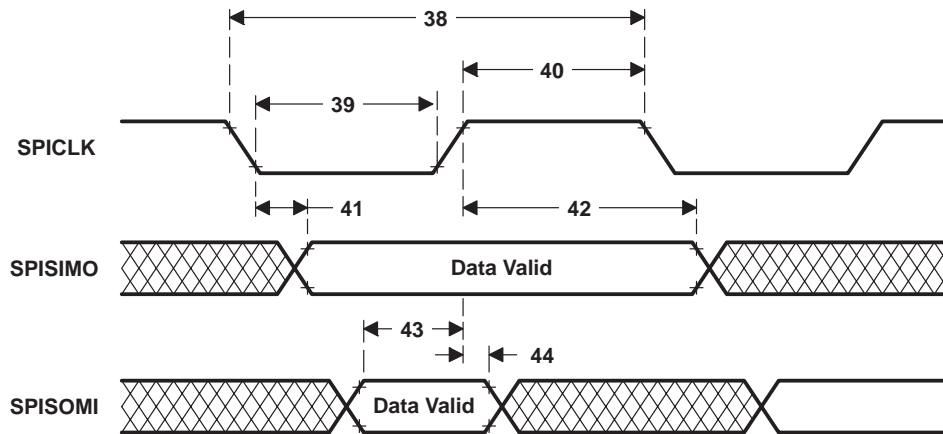 38
40
39
SPICLK
41
42
SPISIMO
Data Valid
43
44
SPISOMI
Data Valid